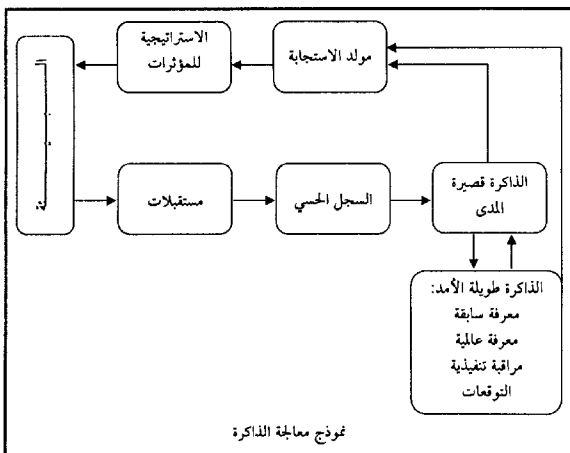 الاستراتيجية
للمؤثرات
مولد الاستجابة
مستقبلات
السجل الحسي
الذاكرة قصيرة
المدى
الذاكرة طويلة الأمد:
معرفة سابقة
معرفة عالمية
مراقبة تنفيذية
التوقعات
نموذج معالجة الذاكرة